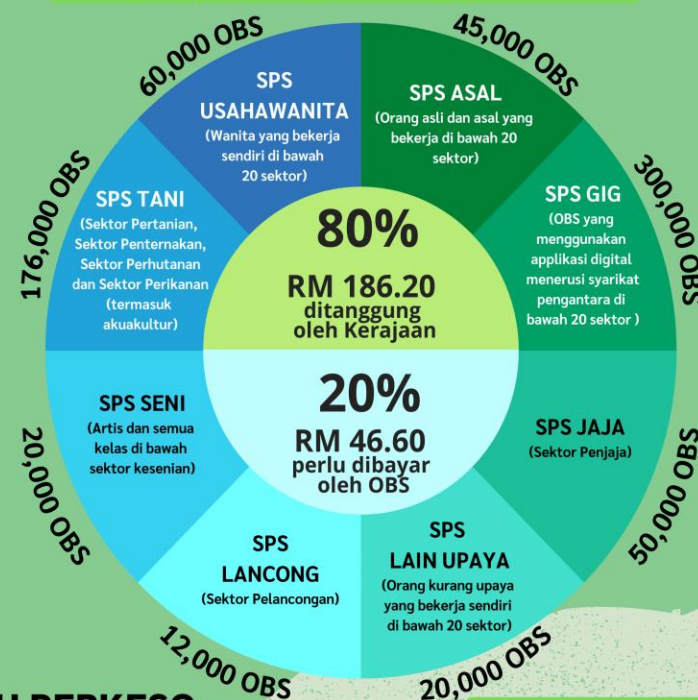 60,000 OBS
45,000 OBS
SPS
USAHAWANITA
(Wanita yang bekerja
sendiri di bawah
20 sektor)
SPS ASAL
(Orang asli dan asal yang
bekerja di bawah 20
sektor)
176,000 OBS
SPS TANI
(Sektor Pertanian,
Sektor Penternakan,
Sektor Perhutanan
dan Sektor Perikanan
(termasuk
akuakultur)
SPS GIG
(OBS yang
menggunakan
applikasi digital
menerusi syarikat
pengantara di
bawah 20 sektor )
300,000 OBS
80%
RM 186.20
ditanggung
oleh Kerajaan
20%
RM 46.60
perlu dibayar
oleh OBS
20,000 OBS
SPS SENI
(Artis dan semua
kelas di bawah
sektor kesenian)
SPS JAJA
(Sektor Penjaja)
50,000 OBS
SPS
LANCONG
(Sektor Pelancongan)
SPS
LAIN UPAYA
(Orang kurang upaya
yang bekerja sendiri
di bawah 20 sektor)
12,000 OBS
20,000 OBS
PERKESO